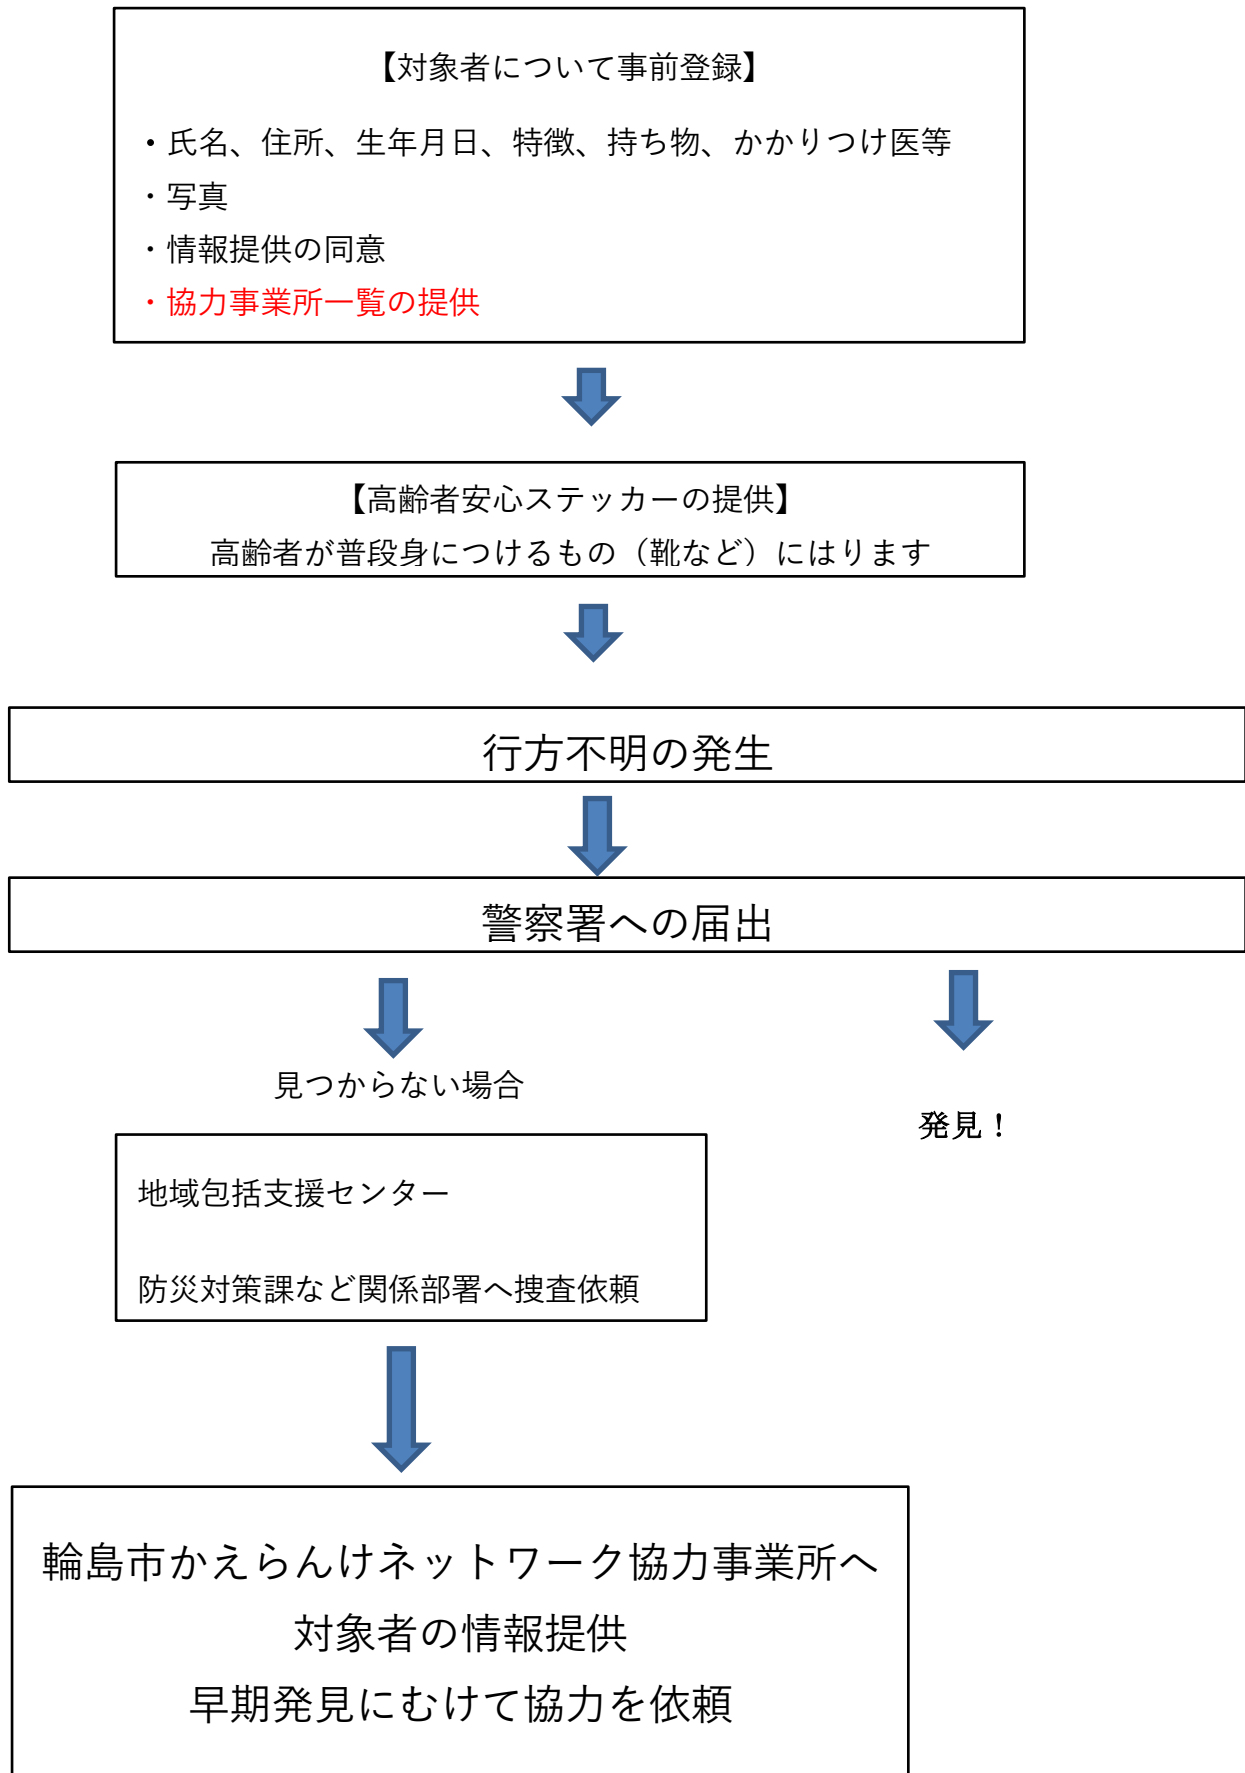 【対象者について事前登録】
・氏名、住所、生年月日、特徴、持ち物、かかりつけ医等
・写真
・情報提供の同意
・協力事業所一覧の提供
【高齢者安心ステッカーの提供】
高齢者が普段身につけるもの（靴など）にはります
行方不明の発生
警察署への届出
見つからない場合
発見！
地域包括支援センター
防災対策課など関係部署へ捜査依頼
輪島市かえらんけネットワーク協力事業所へ
対象者の情報提供
早期発見にむけて協力を依頼